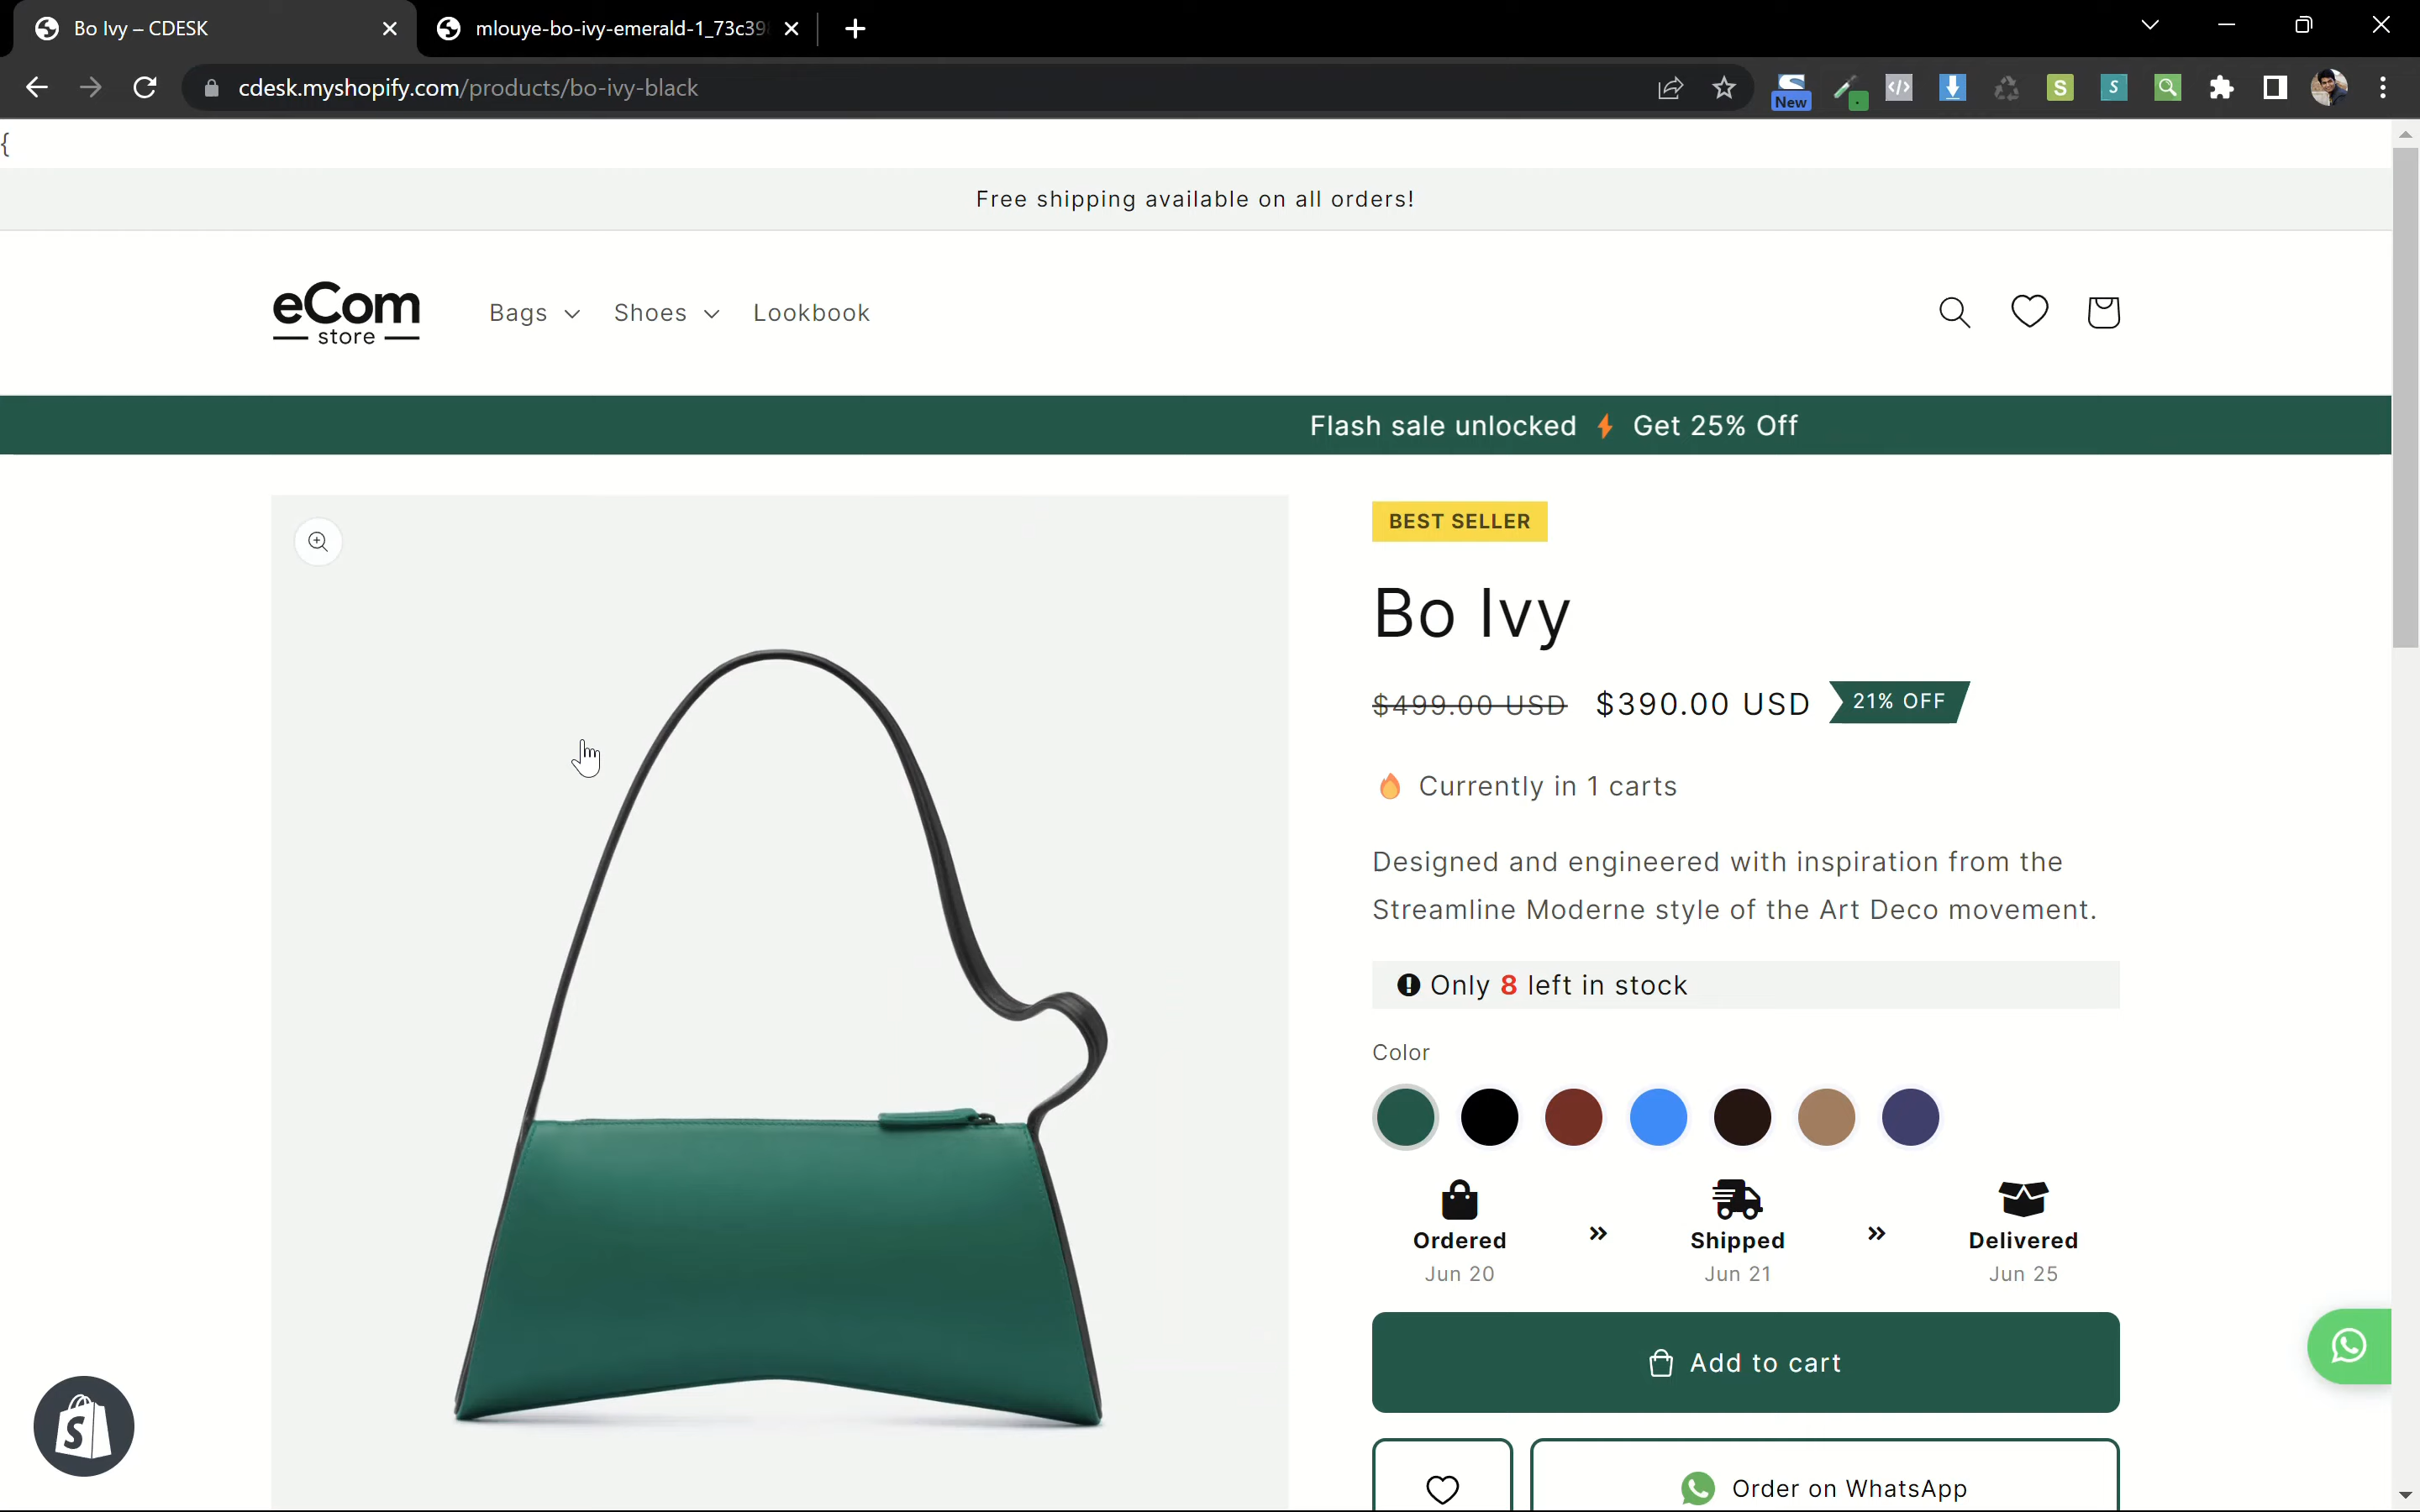 Bo Ivy – CDESK
mlouye-bo-ivy-emerald-1_73c39
cdesk.myshopify.com/products/bo-ivy-black
New
{
Free shipping available on all orders!
eCom
store
Bags
Shoes
Lookbook
Flash sale unlocked ⚡ Get 25% Off
BEST SELLER
Bo Ivy
$499.00 USD $390.00 USD 21% OFF
🔥 Currently in 1 carts
Designed and engineered with inspiration from the
Streamline Moderne style of the Art Deco movement.
Only 8 left in stock
Color
Ordered » Shipped » Delivered
Jun 20 Jun 21 Jun 25
Add to cart
Order on WhatsApp